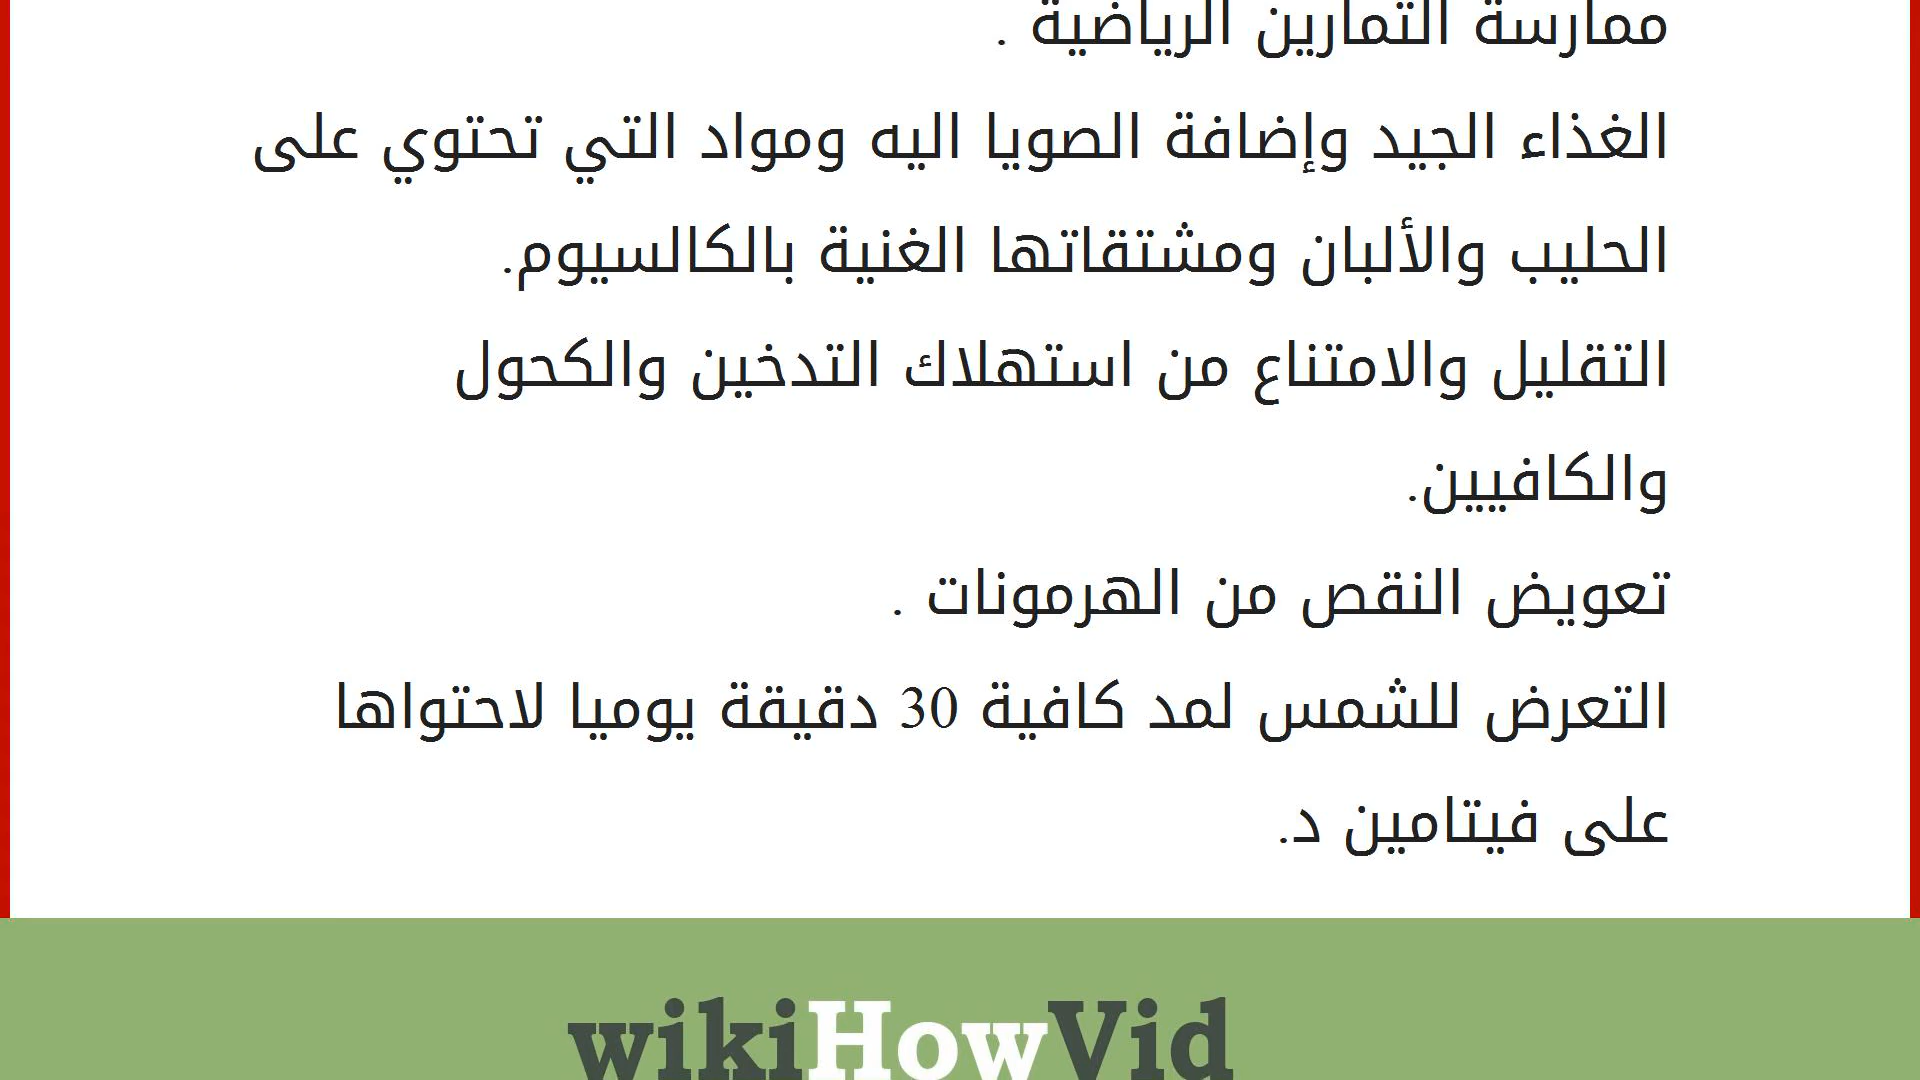 ممارسة التمارين الرياضية .
الغذاء الجيد وإضافة الصويا اليه ومواد التي تحتوي على
الحليب والألبان ومشتقاتها الغنية بالكالسيوم.
التقليل والامتناع من استهلاك التدخين والكحول
والكافيين.
تعويض النقص من الهرمونات .
التعرض للشمس لمد كافية 30 دقيقة يوميا لاحتواها
على فيتامين د.
wikiHowVid